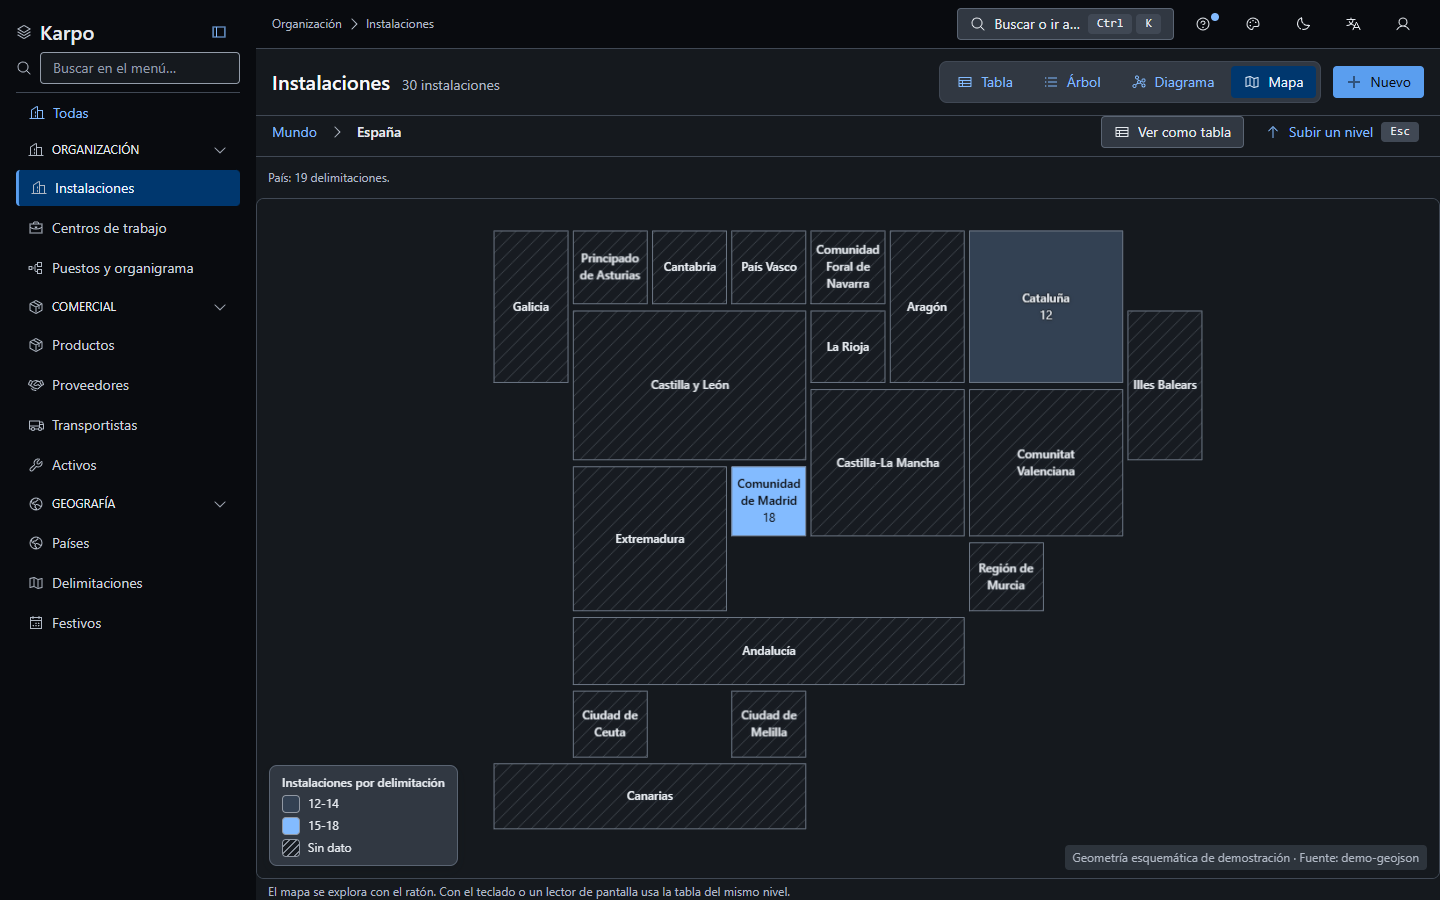 Karpo
Buscar en el menú...
Todas
ORGANIZACIÓN
Instalaciones
Centros de trabajo
Puestos y organigrama
COMERCIAL
Productos
Proveedores
Transportistas
Activos
GEOGRAFÍA
Países
Delimitaciones
Festivos
Organización > Instalaciones
Buscar o ir a... Ctrl K
Instalaciones 30 instalaciones
Tabla Árbol Diagrama Mapa
Nuevo
Mundo > España
Ver como tabla
Subir un nivel Esc
País: 19 delimitaciones.
Galicia
Principado
de Asturias
Cantabria
País Vasco
Comunidad
Foral de
Navarra
Aragón
Cataluña
12
La Rioja
Castilla y León
Illes Balears
Castilla-La Mancha
Comunitat
Valenciana
Comunidad
de Madrid
18
Extremadura
Región de
Murcia
Andalucía
Ciudad de
Ceuta
Ciudad de
Melilla
Canarias
Instalaciones por delimitación
12-14
15-18
Sin dato
Geometría esquemática de demostración · Fuente: demo-geojson
El mapa se explora con el ratón. Con el teclado o un lector de pantalla usa la tabla del mismo nivel.